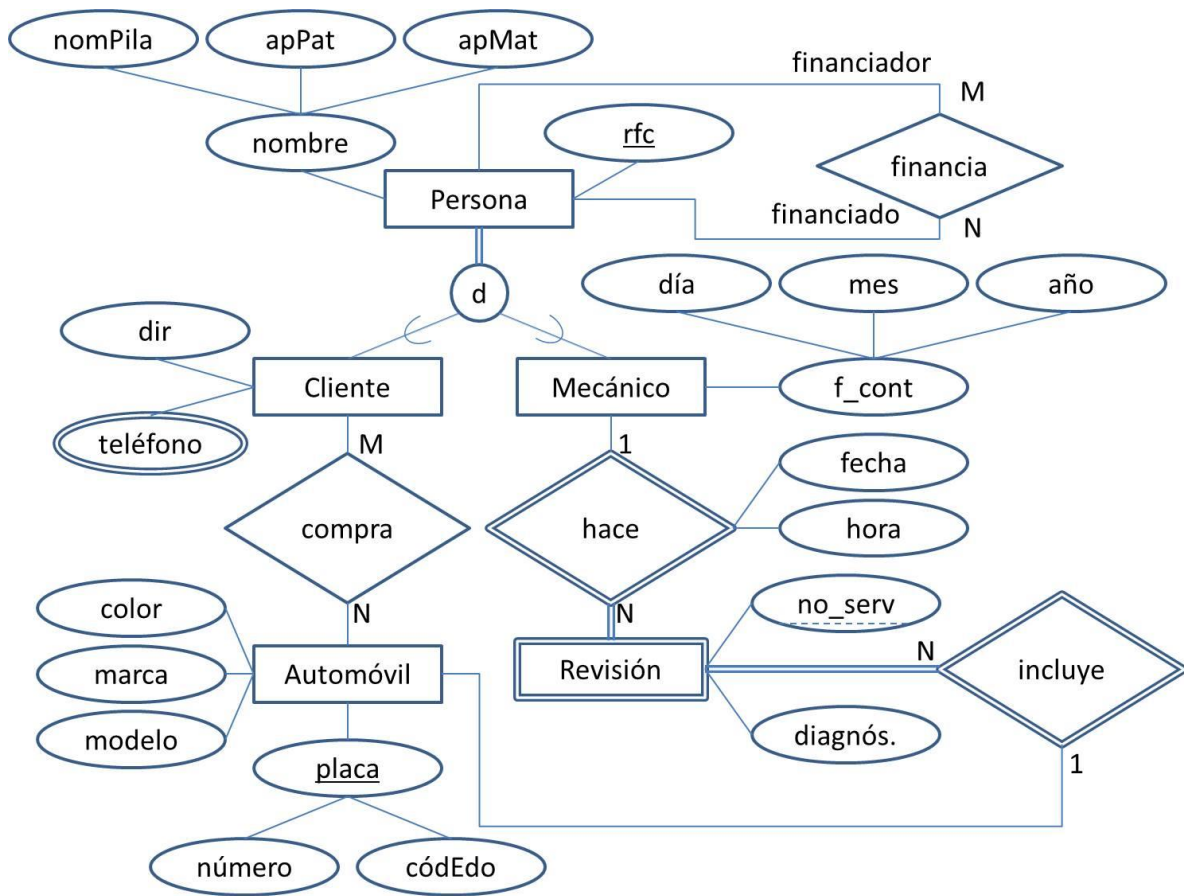 nomPila
apPat
apMat
financiador
M
nombre
rfc
financia
Persona
financiado
N
d
día
mes
año
dir
Cliente
Mecánico
f_cont
teléfono
M
1
fecha
compra
hace
hora
color
N
N
no_serv
marca
Automóvil
Revisión
N
incluye
modelo
diagnós.
placa
1
número
códEdo